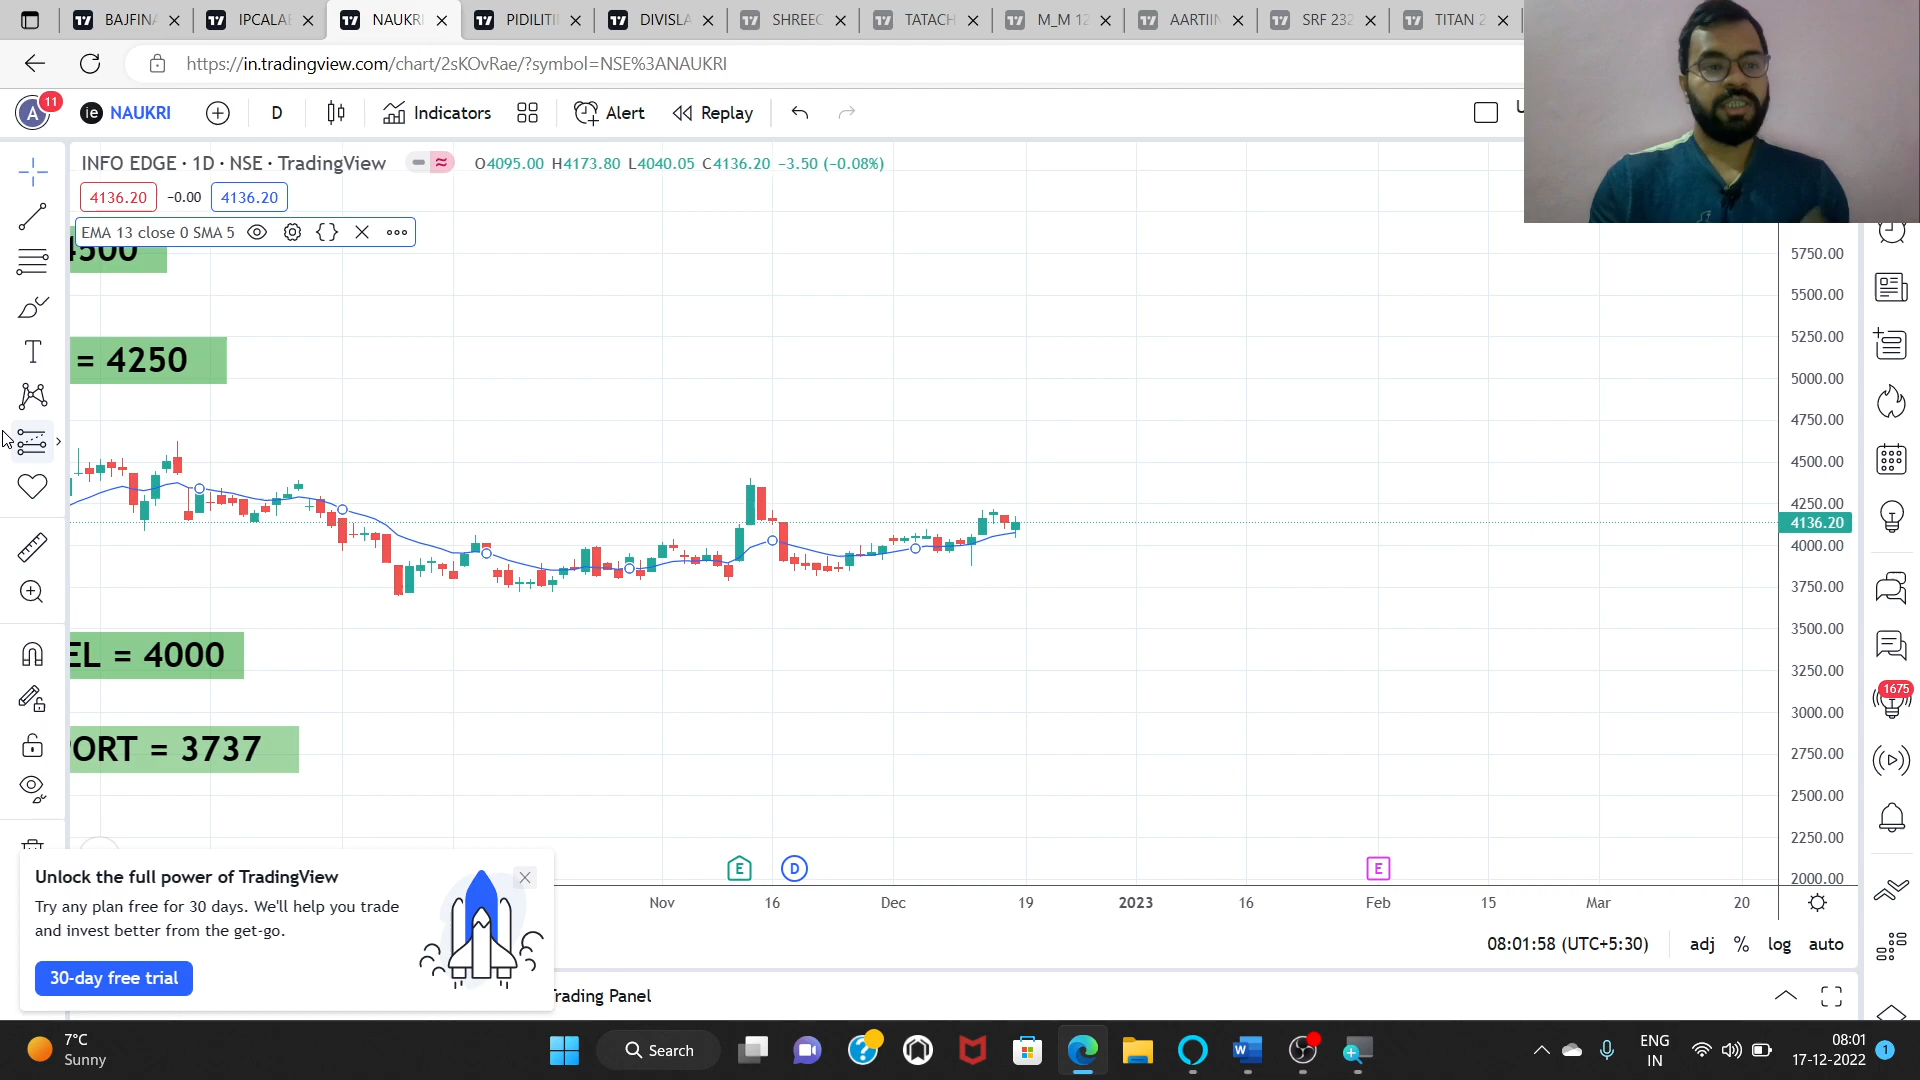 BAJFINA
IPCALAB
NAUKRI
PIDILITIN
DIVISLA
SHREEC
TATACH
M_M 12
AARTIIN
SRF 232
TITAN 2
https://in.tradingview.com/chart/2sKOvRae/?symbol=NSE%3ANAUKRI
A
11
ie NAUKRI
D
Indicators
Alert
Replay
INFO EDGE · 1D · NSE · TradingView
O4095.00 H4173.80 L4040.05 C4136.20 −3.50 (−0.08%)
4136.20
−0.00
4136.20
EMA 13 close 0 SMA 5
4500
= 4250
EL = 4000
PORT = 3737
5750.00
5500.00
5250.00
5000.00
4750.00
4500.00
4250.00
4136.20
4000.00
3750.00
3500.00
3250.00
3000.00
2750.00
2500.00
2250.00
2000.00
1675
E
D
E
Nov
16
Dec
19
2023
16
Feb
15
Mar
20
08:01:58 (UTC+5:30)
adj
%
log
auto
Unlock the full power of TradingView
Try any plan free for 30 days. We'll help you trade
and invest better from the get-go.
30-day free trial
Trading Panel
7°C
Sunny
Search
ENG
IN
08:01
17-12-2022
1